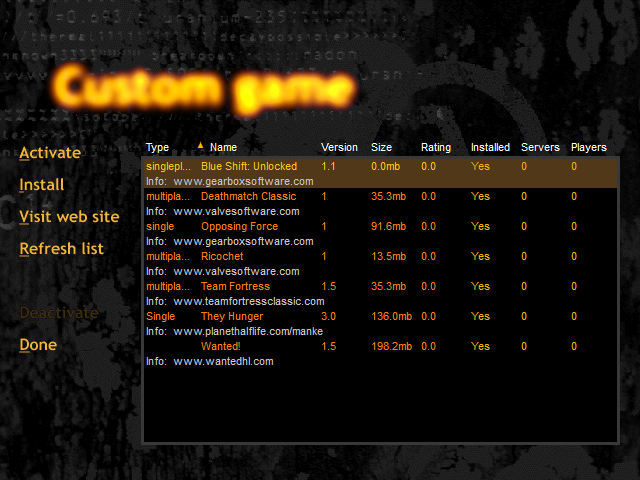 =0.693/ uranium-235
Custom game
Type Name Version Size Rating Installed Servers Players
Activate
Install
Visit web site
Refresh list
Deactivate
Done
singlepl... Blue Shift: Unlocked 1.1 0.0mb 0.0 Yes 0 0
Info: www.gearboxsoftware.com
multipla... Deathmatch Classic 1 35.3mb 0.0 Yes 0 0
Info: www.valvesoftware.com
single Opposing Force 1 91.6mb 0.0 Yes 0 0
Info: www.gearboxsoftware.com
multipla... Ricochet 1 13.5mb 0.0 Yes 0 0
Info: www.valvesoftware.com
multipla... Team Fortress 1.5 35.3mb 0.0 Yes 0 0
Info: www.teamfortressclassic.com
Single They Hunger 3.0 136.0mb 0.0 Yes 0 0
Info: www.planethalflife.com/manke
Wanted! 1.5 198.2mb 0.0 Yes 0 0
Info: www.wantedhl.com